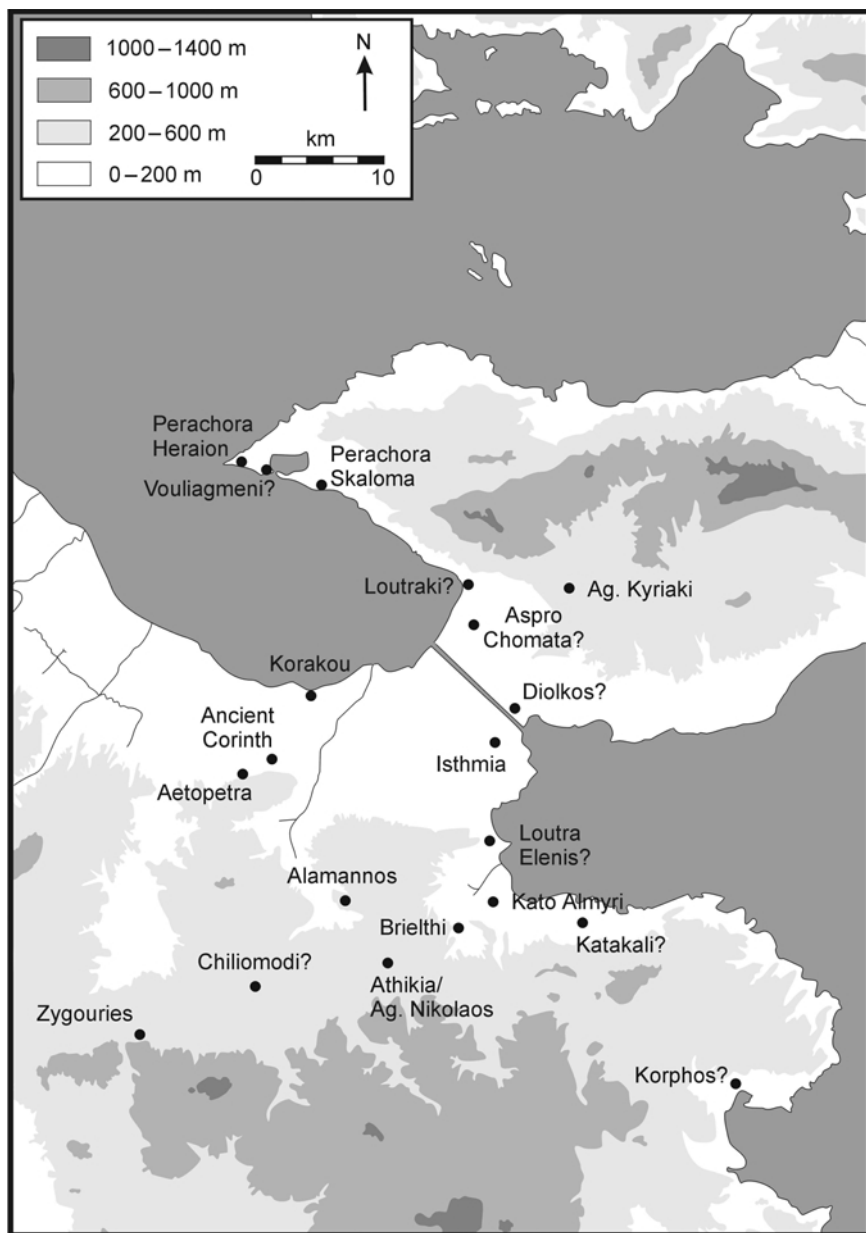 1000–1400 m
600–1000 m
200–600 m
0–200 m
N
km
0 10
Perachora
Heraion
Vouliagmeni?
Perachora
Skaloma
Loutraki?
Ag. Kyriaki
Aspro
Chomata?
Korakou
Diolkos?
Ancient
Corinth
Isthmia
Aetopetra
Loutra
Elenis?
Alamannos
Kato Almyri
Brielthi
Katakali?
Chiliomodi?
Athikia/
Ag. Nikolaos
Zygouries
Korphos?